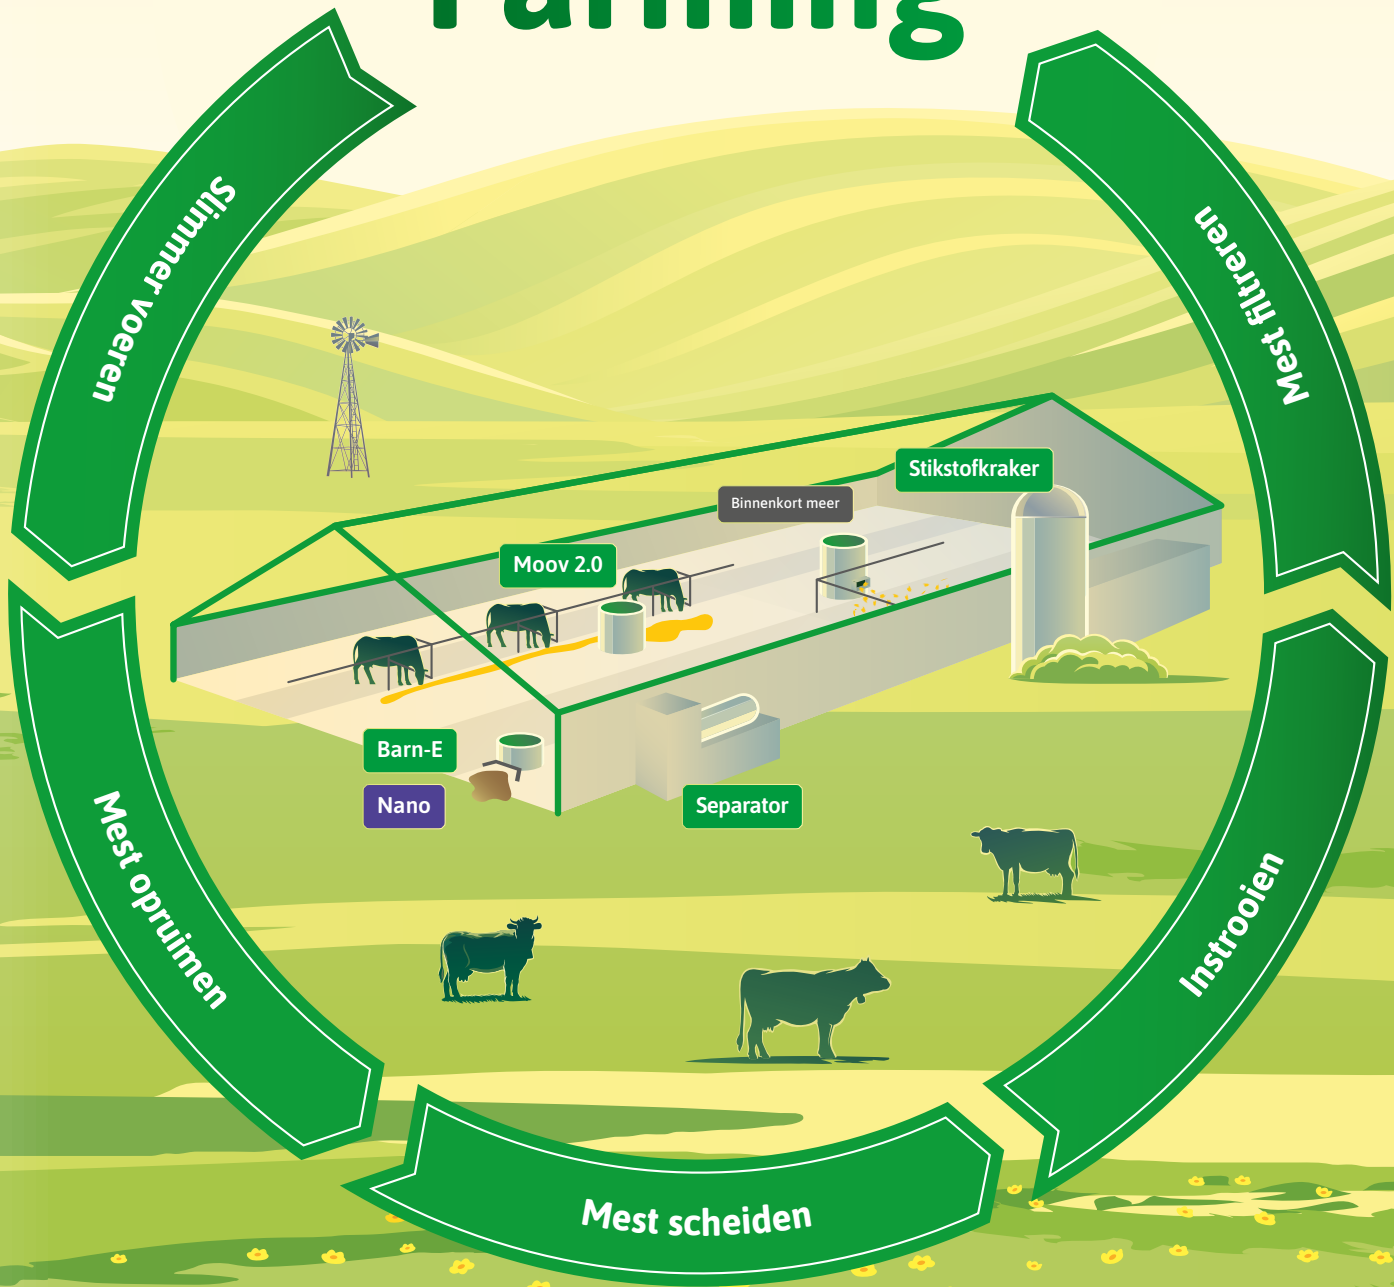 Farming
Slimmer voeren
Mest filtreren
Stikstofkraker
Binnenkort meer
Moov 2.0
Barn-E
Nano
Separator
Mest opruimen
Instrooien
Mest scheiden